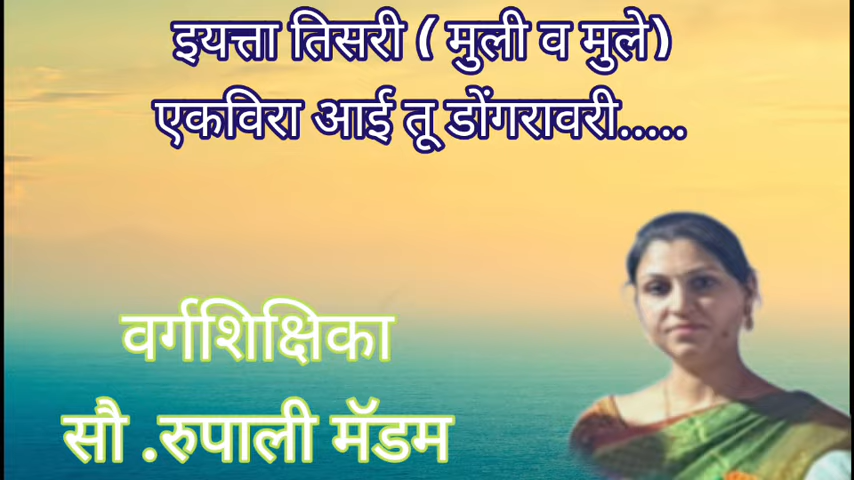 इयत्ता तिसरी ( मुली व मुले)
एकविरा आई तू डोंगरावरी.....
वर्गशिक्षिका
सौ .रुपाली मॅडम